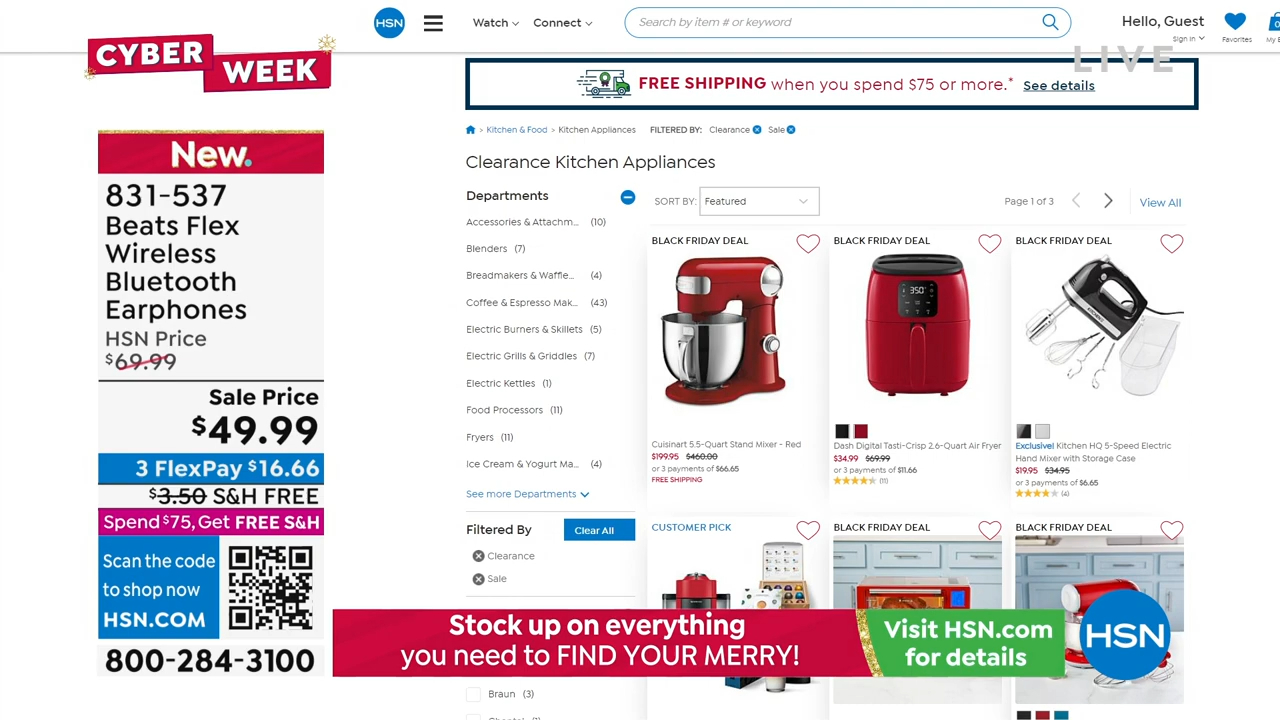 HSN
Watch
Connect
Search by item # or keyword
Hello, Guest
Sign In
Favorites
LIVE
CYBER
WEEK
FREE SHIPPING when you spend $75 or more.* See details
> Kitchen & Food > Kitchen Appliances FILTERED BY: Clearance Sale
Clearance Kitchen Appliances
New.
831-537
Beats Flex
Wireless
Bluetooth
Earphones
HSN Price
$69.99
Sale Price
$49.99
3 FlexPay $16.66
$3.50 S&H FREE
Spend $75, Get FREE S&H
Scan the code
to shop now
HSN.COM
800-284-3100
Departments
Accessories & Attachm... (10)
Blenders (7)
Breadmakers & Waffle... (4)
Coffee & Espresso Mak... (43)
Electric Burners & Skillets (5)
Electric Grills & Griddles (7)
Electric Kettles (1)
Food Processors (11)
Fryers (11)
Ice Cream & Yogurt Ma... (4)
See more Departments
Filtered By
Clear All
Clearance
Sale
Braun (3)
SORT BY: Featured
Page 1 of 3
View All
BLACK FRIDAY DEAL
Cuisinart 5.5-Quart Stand Mixer - Red
$199.95 $460.00
or 3 payments of $66.65
FREE SHIPPING
BLACK FRIDAY DEAL
350°
Dash Digital Tasti-Crisp 2.6-Quart Air Fryer
$34.99 $69.99
or 3 payments of $11.66
(11)
BLACK FRIDAY DEAL
Exclusive! Kitchen HQ 5-Speed Electric
Hand Mixer with Storage Case
$19.95 $34.95
or 3 payments of $6.65
(4)
CUSTOMER PICK
BLACK FRIDAY DEAL
BLACK FRIDAY DEAL
Stock up on everything
you need to FIND YOUR MERRY!
Visit HSN.com
for details
HSN